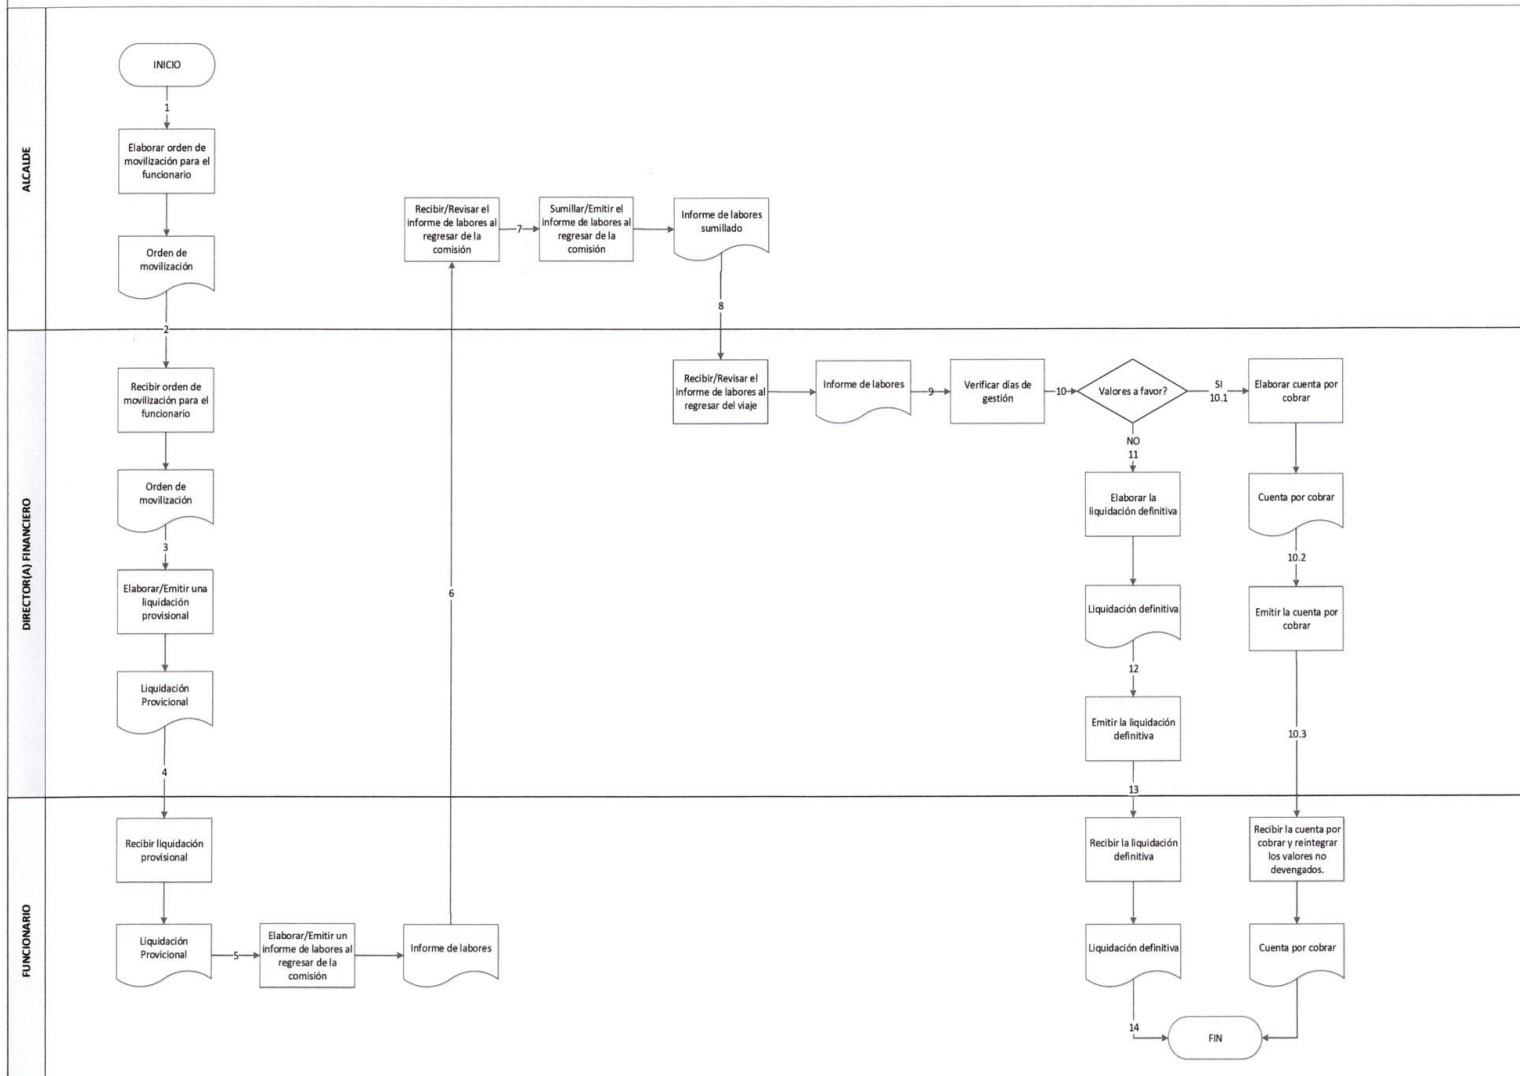 ALCALDE
INICIO
1
Elaborar orden de
movilización para el
funcionario
Orden de
movilización
2
Recibir/Revisar el
informe de labores al
regresar de la
comisión
7
Sumillar/Emitir el
informe de labores al
regresar de la
comisión
Informe de labores
sumillado
8
DIRECTOR(A) FINANCIERO
Recibir orden de
movilización para el
funcionario
Orden de
movilización
3
Elaborar/Emitir una
liquidación
provisional
Liquidación
Provicional
4
6
Recibir/Revisar el
informe de labores al
regresar del viaje
Informe de labores
9
Verificar días de
gestión
10
Valores a favor?
SI
10.1
Elaborar cuenta por
cobrar
NO
11
Elaborar la
liquidación definitiva
Cuenta por cobrar
10.2
Liquidación definitiva
Emitir la cuenta por
cobrar
12
Emitir la liquidación
definitiva
10.3
13
FUNCIONARIO
Recibir liquidación
provisional
Liquidación
Provicional
5
Elaborar/Emitir un
informe de labores al
regresar de la
comisión
Informe de labores
Recibir la liquidación
definitiva
Recibir la cuenta por
cobrar y reintegrar
los valores no
devengados.
Liquidación definitiva
Cuenta por cobrar
14
FIN